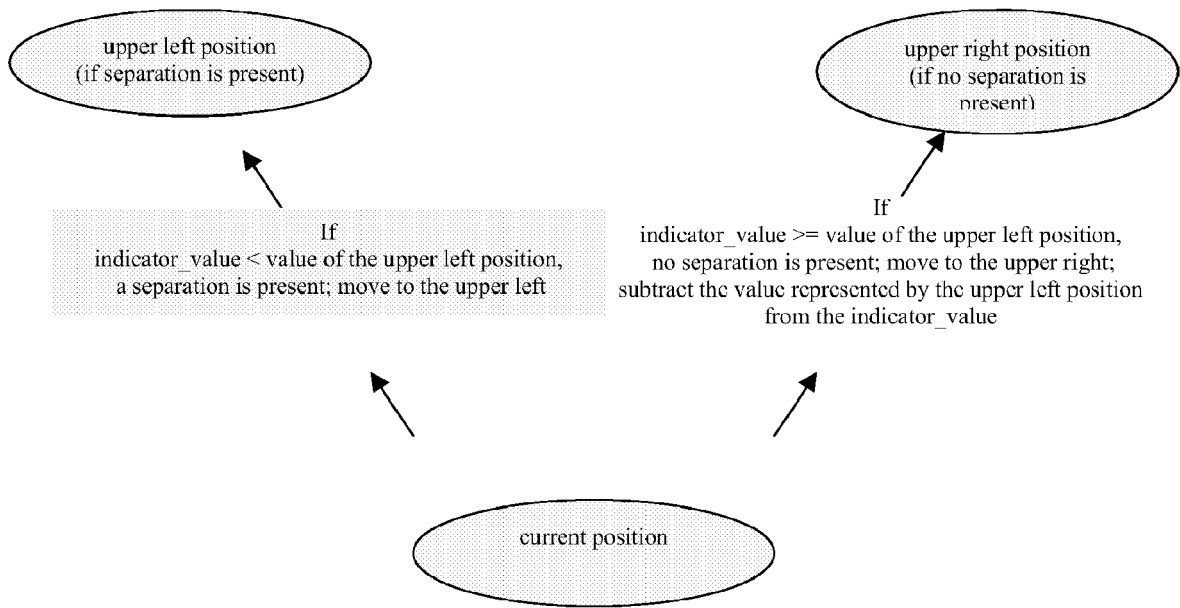 upper left position
(if separation is present)
upper right position
(if no separation is
present)
If
indicator_value < value of the upper left position,
a separation is present; move to the upper left
If
indicator_value >= value of the upper left position,
no separation is present; move to the upper right;
subtract the value represented by the upper left position
from the indicator_value
current position